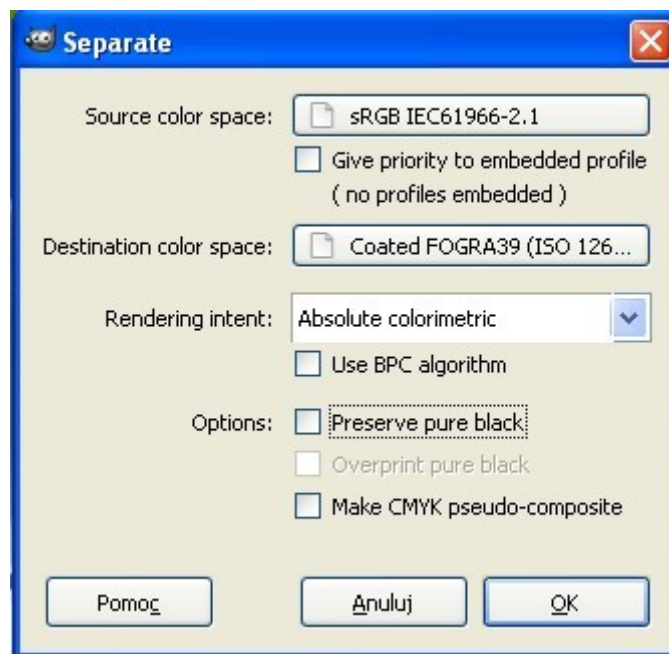 Separate
Source color space: sRGB IEC61966-2.1
Give priority to embedded profile
( no profiles embedded )
Destination color space: Coated FOGRA39 (ISO 126...
Rendering intent: Absolute colorimetric
Use BPC algorithm
Options: Preserve pure black
Overprint pure black
Make CMYK pseudo-composite
Pomoc Anuluj OK